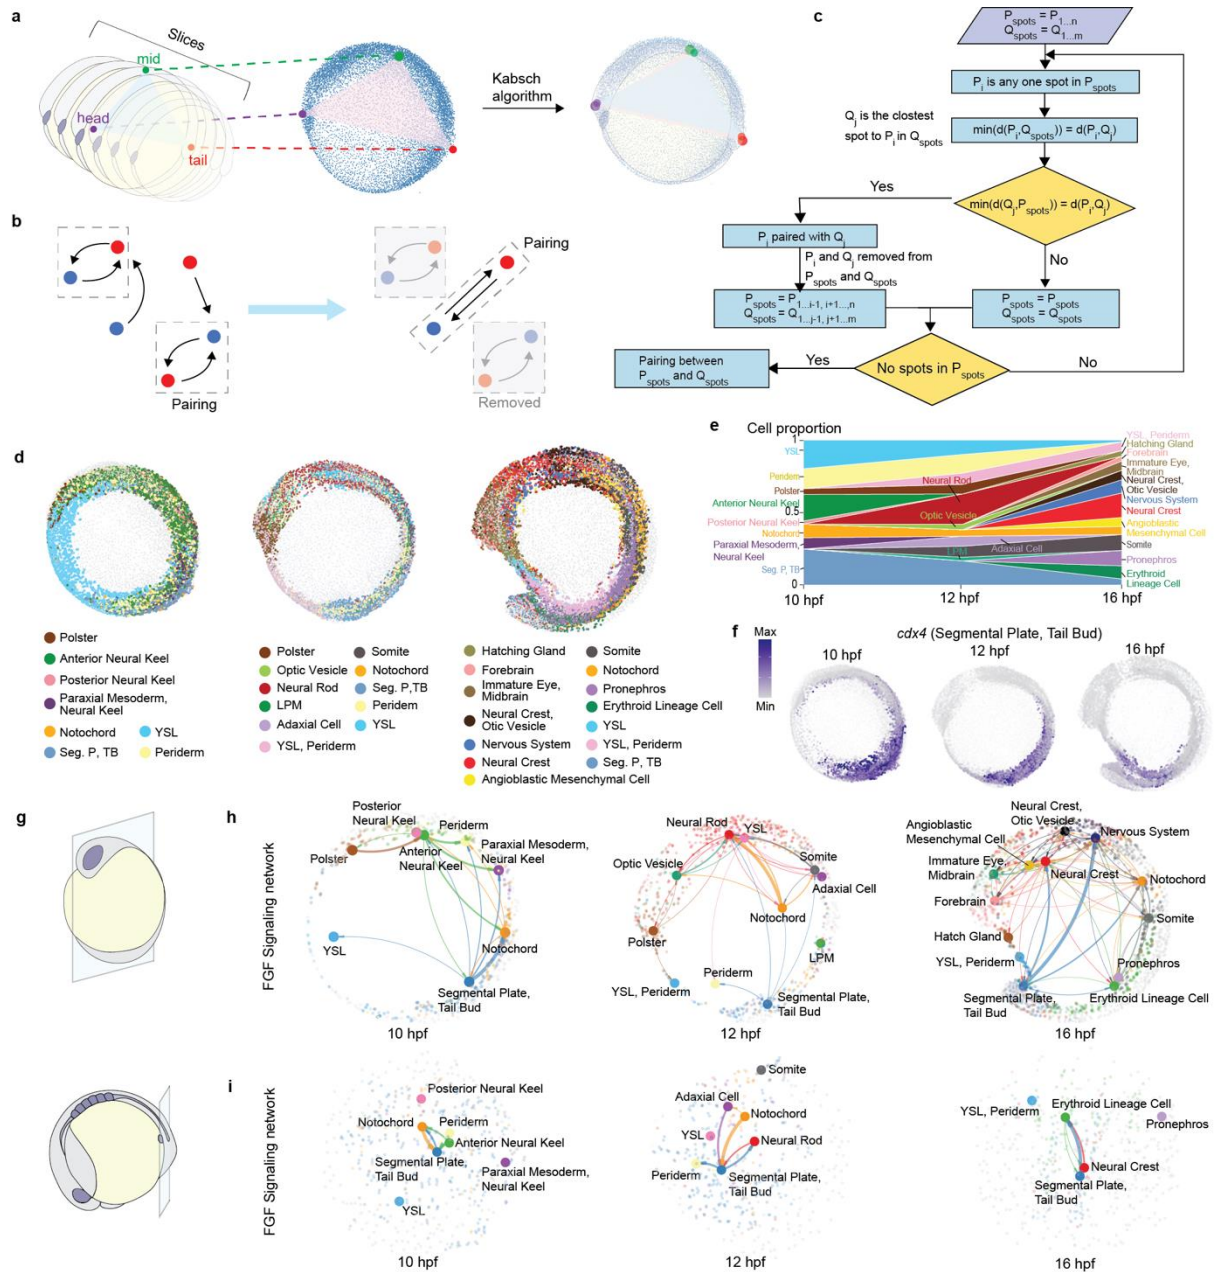 a
Slices
mid
head
tail
Kabsch
algorithm
b
Pairing
Pairing
Removed
c
P_spots = P_1...n
Q_spots = Q_1...m
P_i is any one spot in P_spots
Q_j is the closest
spot to P_i in Q_spots
min(d(P_i,Q_spots)) = d(P_i,Q_j)
min(d(Q_j,P_spots)) = d(P_i,Q_j)
Yes
No
P_i paired with Q_j
P_i and Q_j removed from
P_spots and Q_spots
P_spots = P_1...i-1, i+1...,n
Q_spots = Q_1...j-1, j+1...m
P_spots = P_spots
Q_spots = Q_spots
No spots in P_spots
Yes
No
Pairing between
P_spots and Q_spots
d
Polster
Anterior Neural Keel
Posterior Neural Keel
Paraxial Mesoderm,
Neural Keel
Notochord
YSL
Seg. P, TB
Periderm
Polster
Somite
Optic Vesicle
Notochord
Neural Rod
Seg. P,TB
LPM
Peridem
Adaxial Cell
YSL
YSL, Periderm
Hatching Gland
Somite
Forebrain
Notochord
Immature Eye,
Midbrain
Pronephros
Neural Crest,
Optic Vesicle
Erythroid Lineage Cell
YSL
Nervous System
YSL, Periderm
Neural Crest
Seg. P, TB
Angioblastic Mesenchymal Cell
e
Cell proportion
1
0.5
0
YSL
Peridem
Polster
Anterior Neural Keel
Posterior Neural Keel
Notochord
Paraxial Mesoderm,
Neural Keel
Seg. P, TB
Neural Rod
Optic Vesicle
LPM
Adaxial Cell
YSL, Periderm
Hatching Gland
Forebrain
Immature Eye,
Midbrain
Neural Crest,
Optic Vesicle
Nervous System
Neural Crest
Angioblastic
Mesenchymal Cell
Somite
Pronephros
Erythroid
Lineage Cell
10 hpf
12 hpf
16 hpf
f
Max
Min
cdx4 (Segmental Plate, Tail Bud)
10 hpf
12 hpf
16 hpf
g
h
FGF Signaling network
Posterior
Neural Keel
Periderm
Polster
Anterior
Neural Keel
Paraxial Mesoderm,
Neural Keel
YSL
Notochord
Segmental Plate,
Tail Bud
10 hpf
Neural Rod
YSL
Optic Vesicle
Somite
Adaxial Cell
Notochord
Polster
LPM
Periderm
YSL, Periderm
Segmental Plate,
Tail Bud
12 hpf
Neural Crest,
Optic Vesicle
Angioblastic
Mesenchymal Cell
Nervous System
Immature Eye,
Midbrain
Neural Crest
Notochord
Forebrain
Somite
Hatch Gland
YSL, Periderm
Pronephros
Segmental Plate,
Tail Bud
Erythroid Lineage Cell
16 hpf
i
FGF Signaling network
Posterior Neural Keel
Notochord
Periderm
Anterior Neural Keel
Segmental Plate,
Tail Bud
Paraxial Mesoderm,
Neural Keel
YSL
10 hpf
Somite
Adaxial Cell
Notochord
YSL
Neural Rod
Periderm
Segmental Plate,
Tail Bud
12 hpf
Erythroid Lineage Cell
YSL, Periderm
Pronephros
Neural Crest
Segmental Plate,
Tail Bud
16 hpf